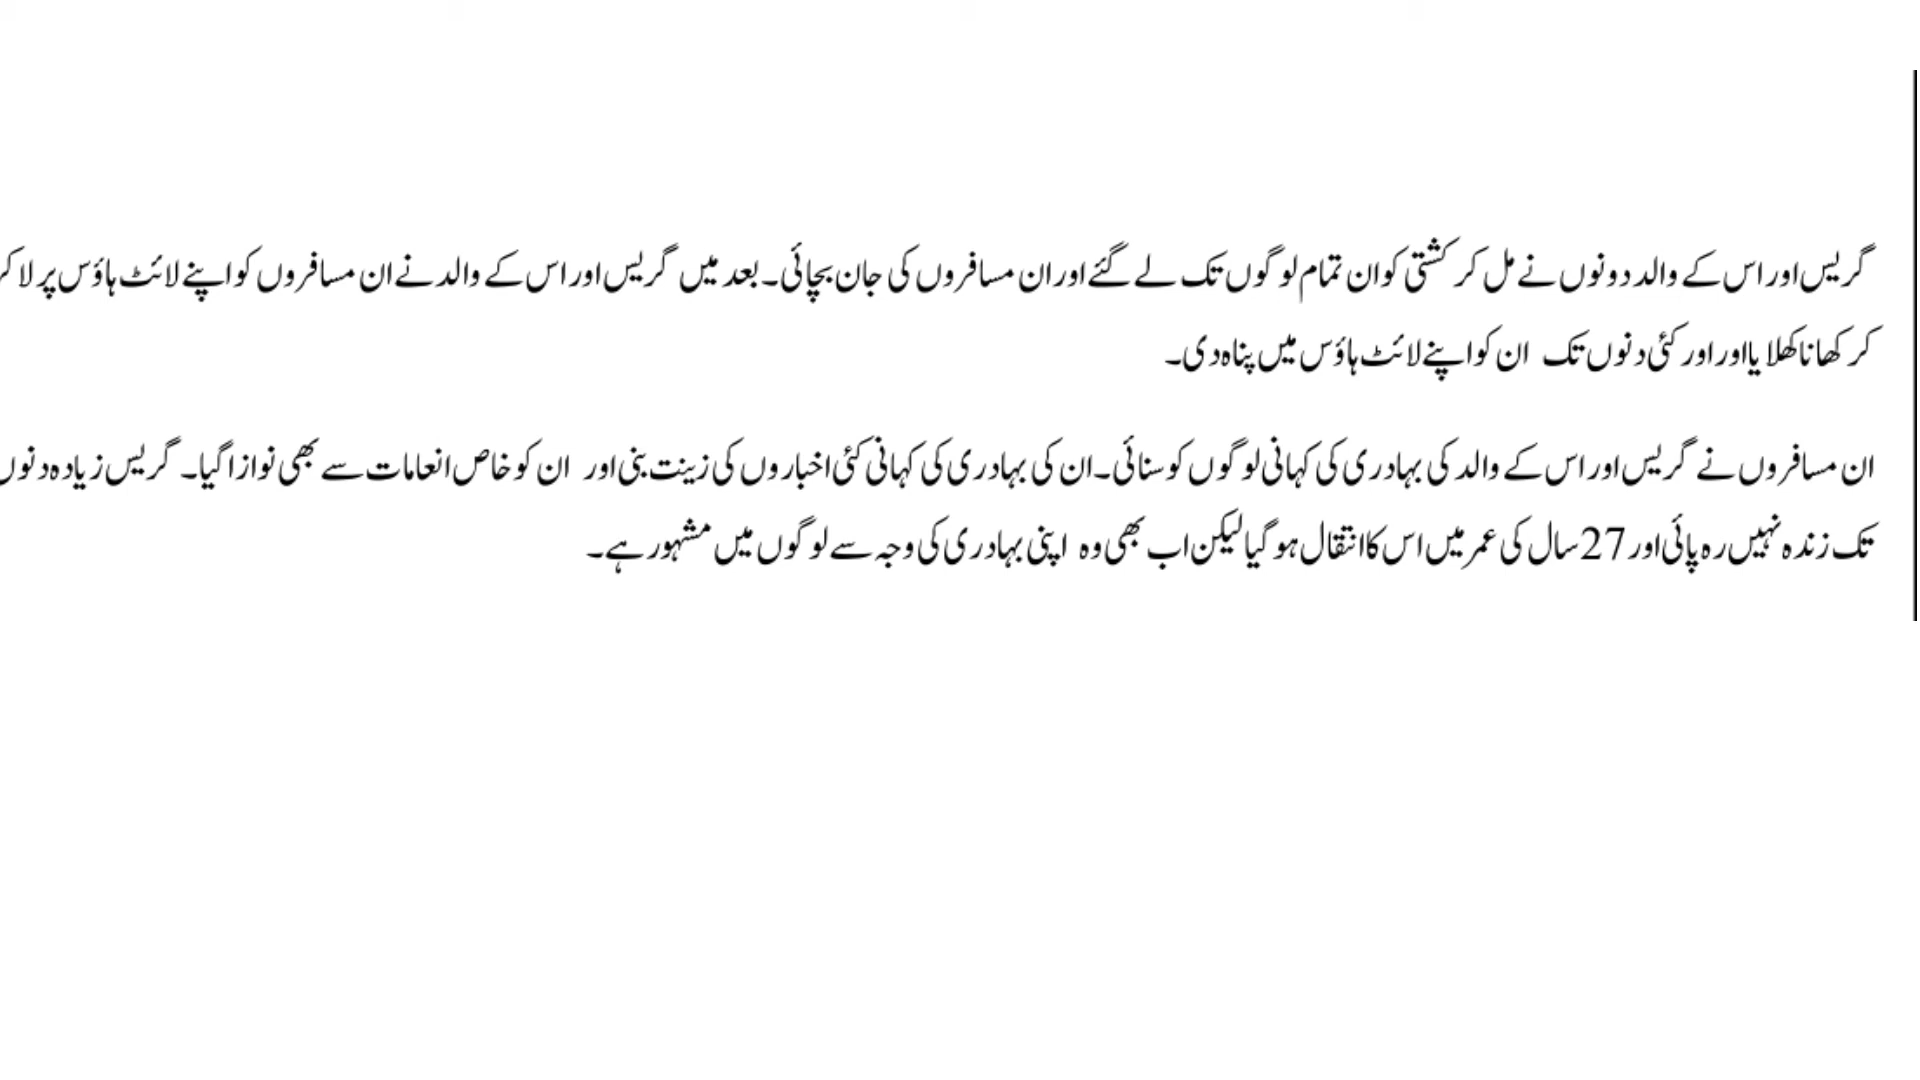 گریس اور اس کے والد دونوں نے مل کر کشتی کو ان تمام لوگوں تک لے گئے اور ان مسافروں کی جان بچائی۔ بعد میں گریس اور اس کے والد نے ان مسافروں کو اپنے لائٹ ہاؤس پر لا کر
کر کھانا کھلایا اور اور کئی دنوں تک ان کو اپنے لائٹ ہاؤس میں پناہ دی۔
ان مسافروں نے گریس اور اس کے والد کی بہادری کی کہانی لوگوں کو سنائی۔ ان کی بہادری کی کہانی کئی اخباروں کی زینت بنی اور ان کو خاص انعامات سے بھی نوازا گیا۔ گریس زیادہ دنوں
تک زندہ نہیں رہ پائی اور 27 سال کی عمر میں اس کا انتقال ہو گیا لیکن اب بھی وہ اپنی بہادری کی وجہ سے لوگوں میں مشہور ہے۔